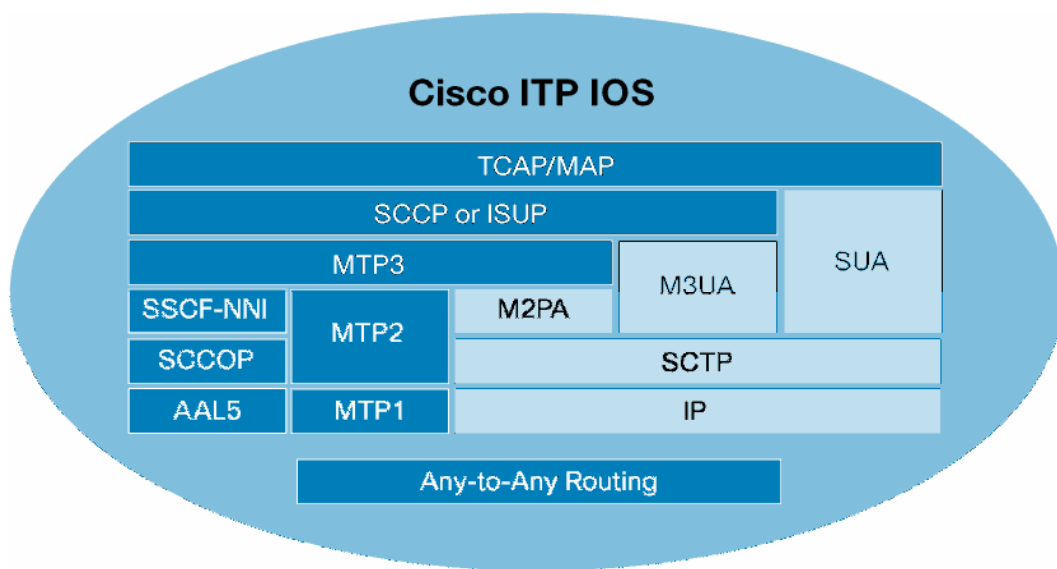 Cisco ITP IOS
TCAP/MAP
SCCP or ISUP
MTP3
M3UA
SUA
SSCF-NNI
MTP2
M2PA
SCCOP
SCTP
AAL5
MTP1
IP
Any-to-Any Routing